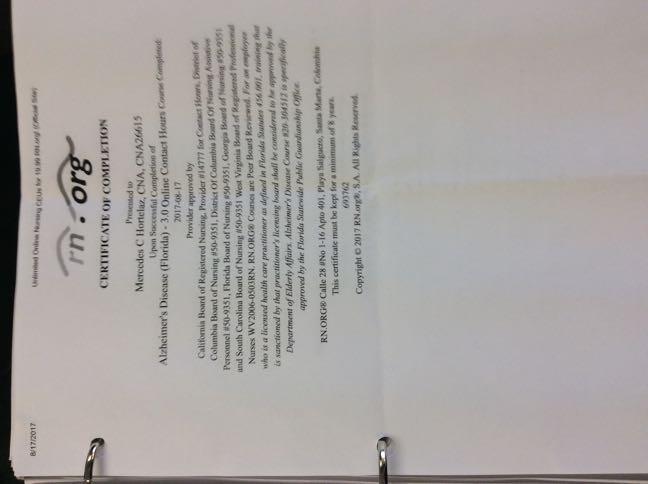 8/17/2017
Unlimited Online Nursing CEUs for 19.99 RN.org® (Official Site)
rn.org
CERTIFICATE OF COMPLETION
Presented to
Mercedes C Hortelaz, CNA, CNA26615
Upon Successful Completion of
Alzheimer's Disease (Florida) - 3.0 Online Contact Hours Course Completed:
2017-08-17
Provider approved by
California Board of Registered Nursing, Provider #14777 for Contact Hours, District of
Columbia Board of Nursing #50-9351, District Of Columbia Board Of Nursing Assistive
Personnel #50-9351, Florida Board of Nursing #50-9351, Georgia Board of Nursing #50-9351
and South Carolina Board of Nursing #50-9351 West Virginia Board of Registered Professional
Nurses WV2006-0503RN. RN.ORG® Courses are Peer Board Reviewed. For an employee
who is a licensed health care practitioner as defined in Florida Statutes 456.001, training that
is sanctioned by that practitioner's licensing board shall be considered to be approved by the
Department of Elderly Affairs. Alzheimer's Disease Course #20-304512 is specifically
approved by the Florida Statewide Public Guardianship Office.
RN.ORG® Calle 28 #No 1-16 Apto 401, Playa Salguero, Santa Marta, Colombia
This certificate must be kept for a minimum of 8 years.
693762
Copyright © 2017 RN.org®, S.A. All Rights Reserved.